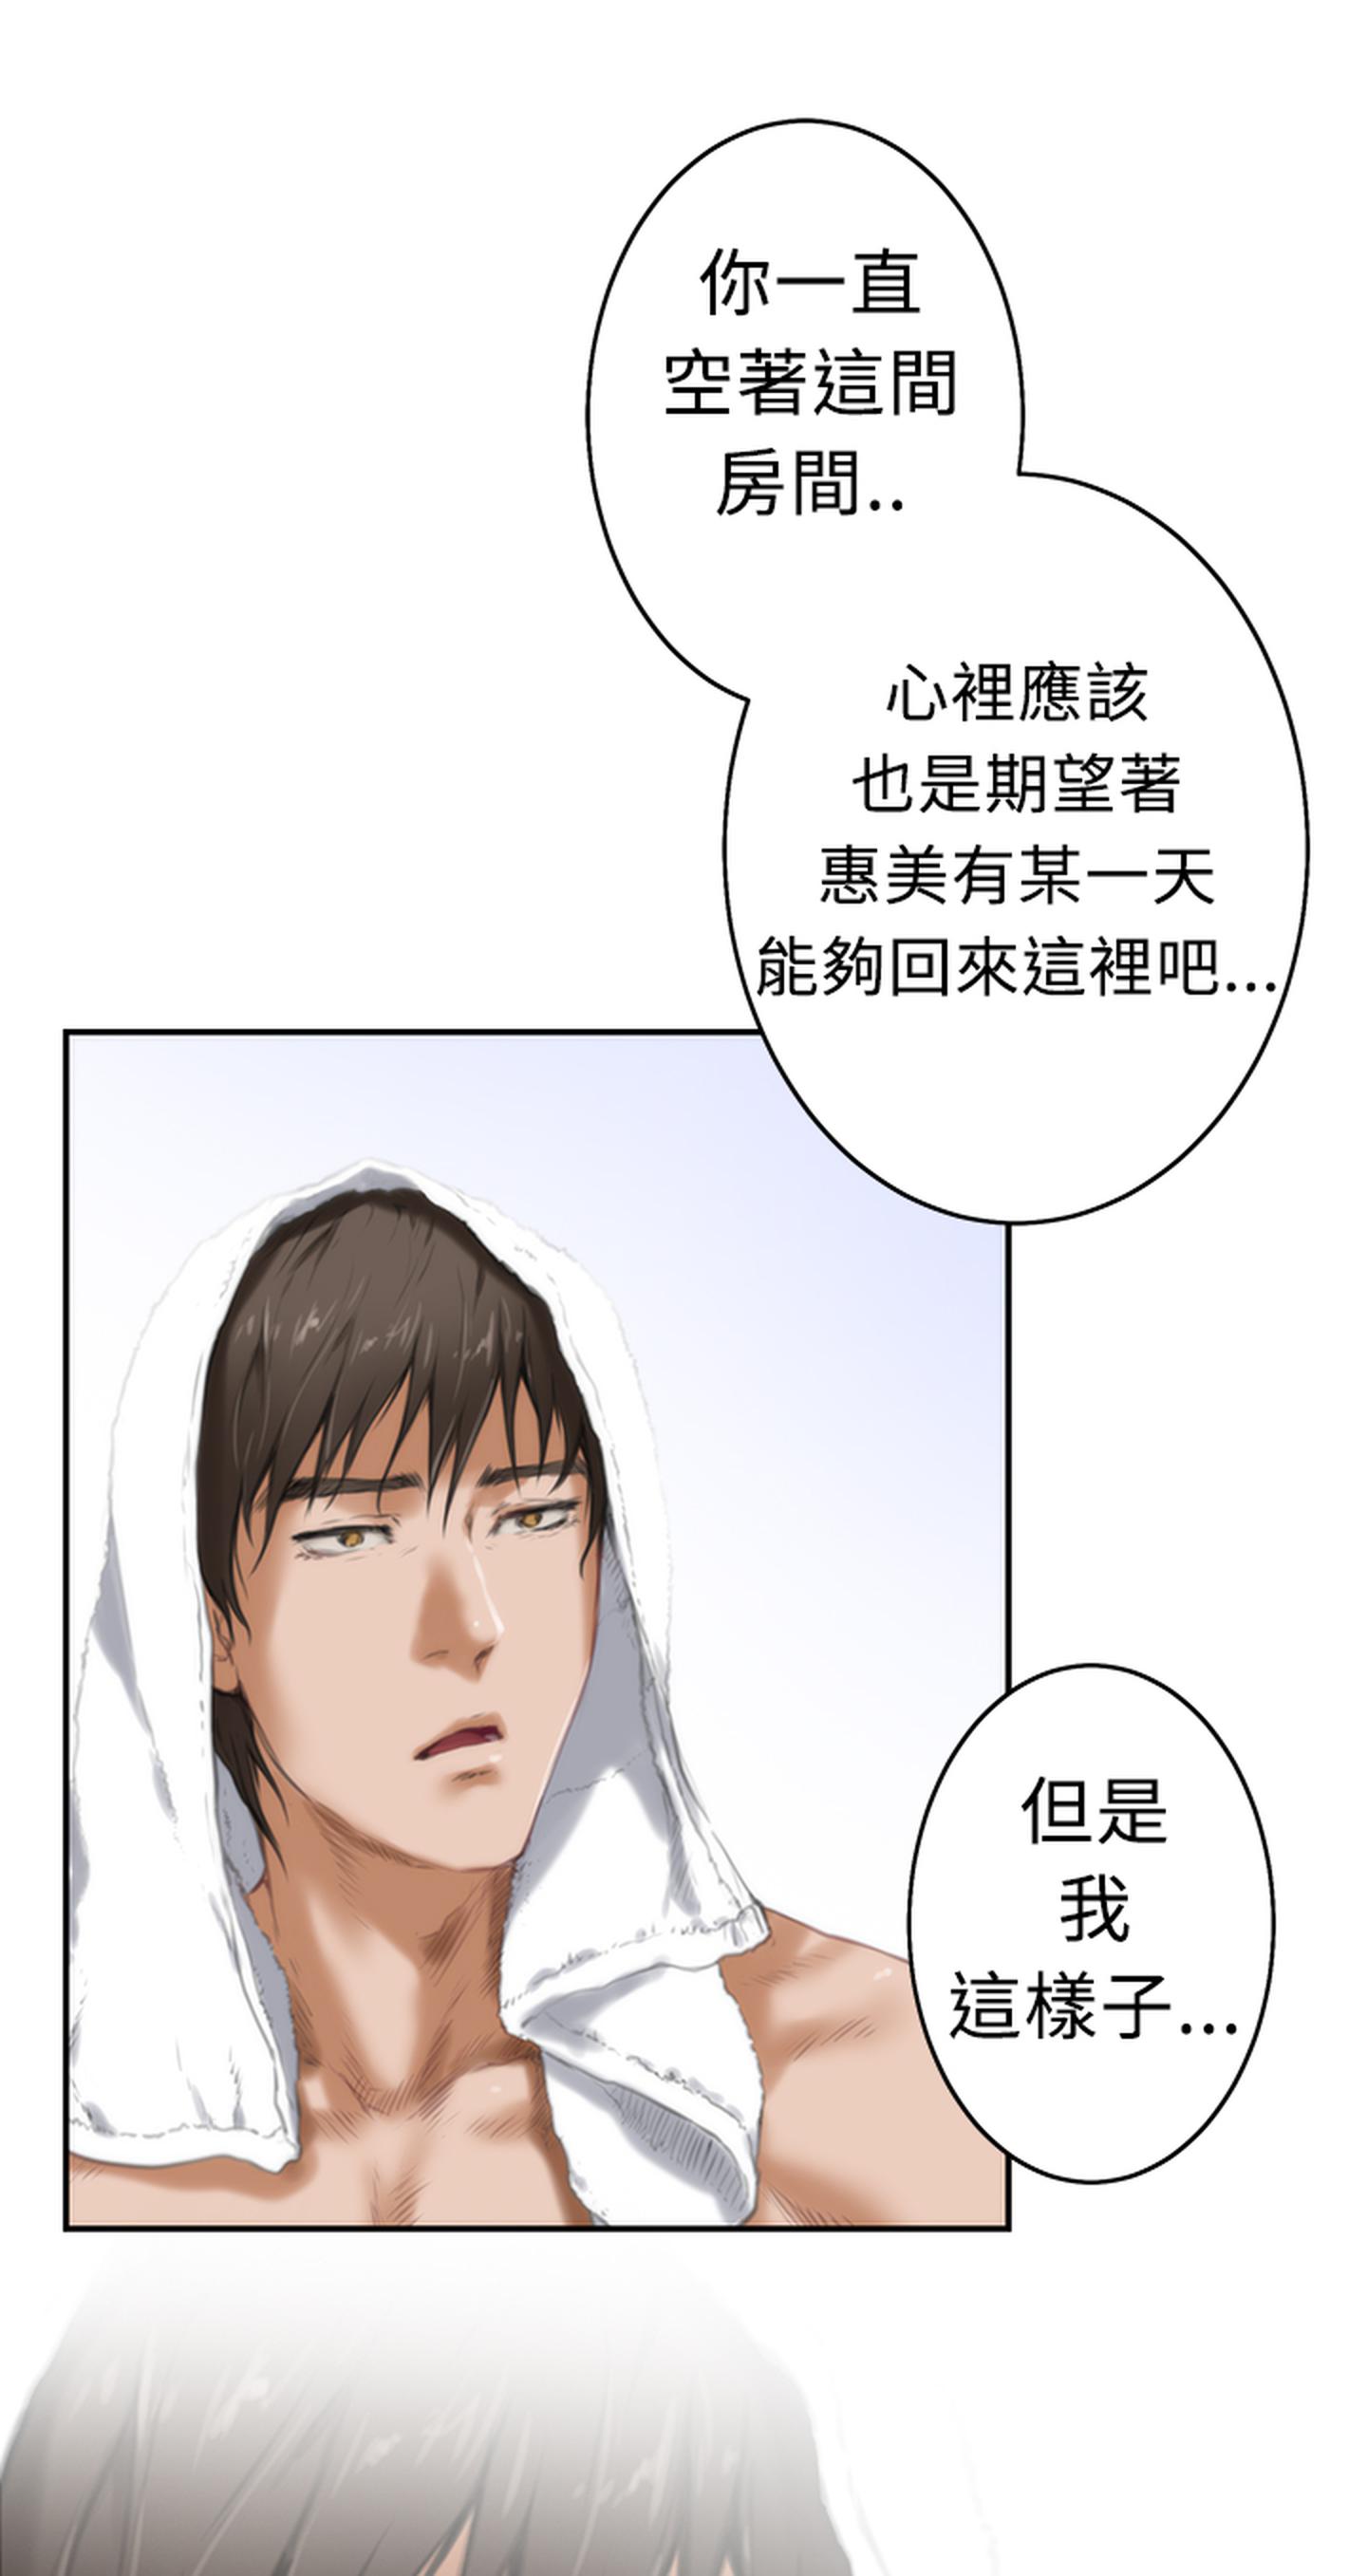 你一直
空著這間
房間..
心裡應該
也是期望著
惠美有某一天
能夠回來這裡吧...
但是
我
這樣子...